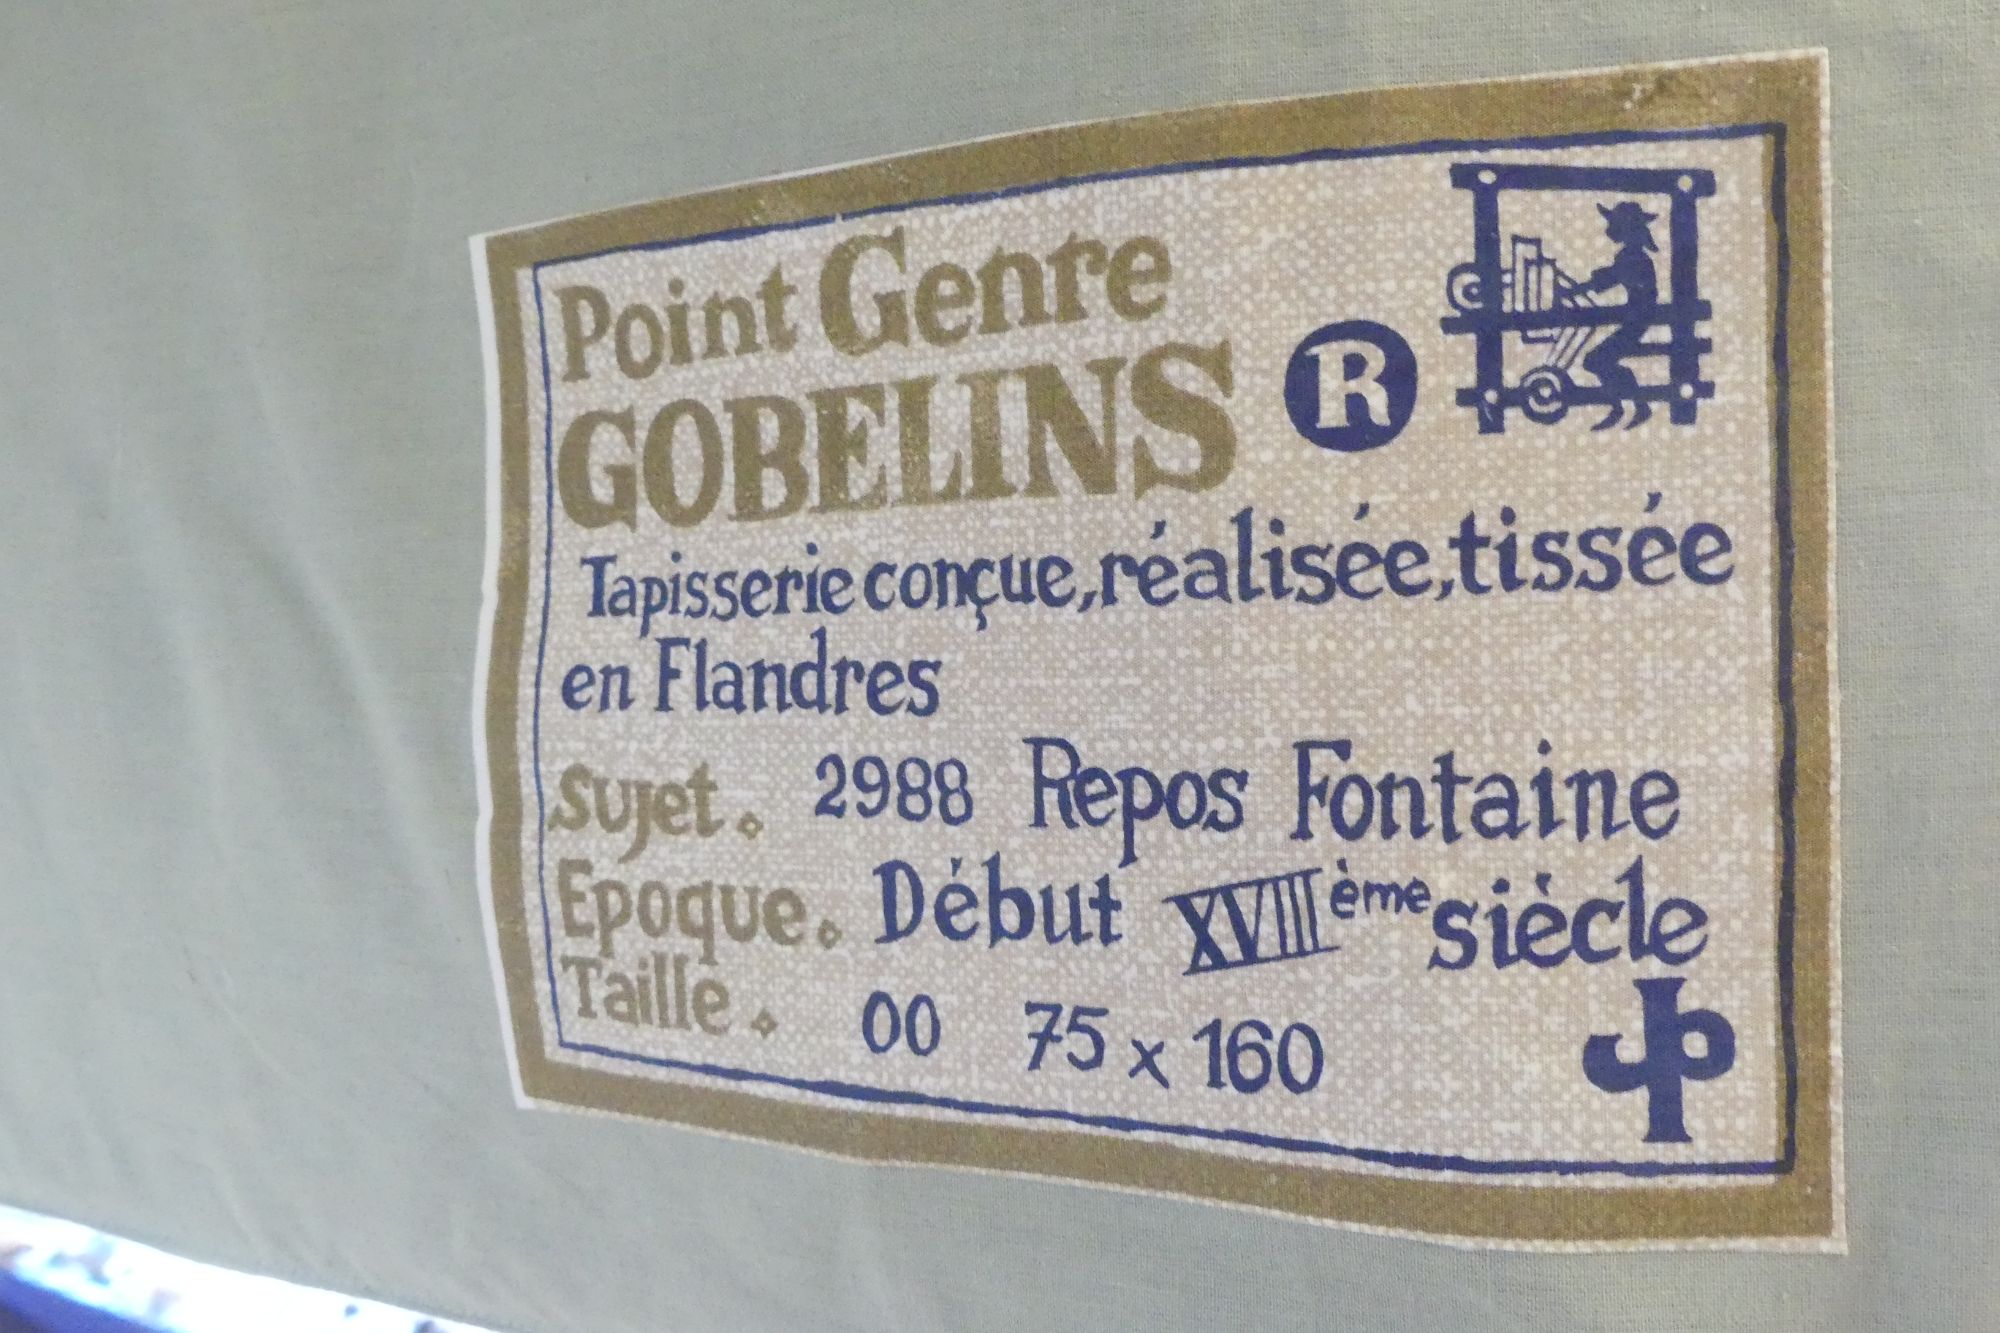 Point Genre
GOBELINS ®
Tapisserie conçue, réalisée, tissée
en Flandres
Sujet. 2988 Repos Fontaine
Epoque. Début XVIIIème siècle
Taille. 00 75 x 160
JP